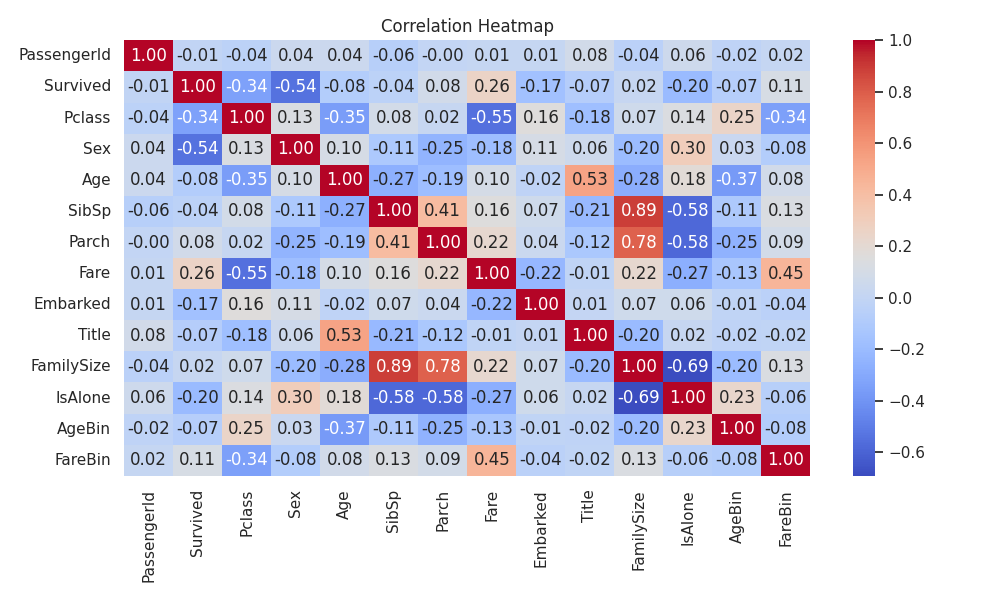 Correlation Heatmap
PassengerId 1.00 -0.01 -0.04 0.04 0.04 -0.06 -0.00 0.01 0.01 0.08 -0.04 0.06 -0.02 0.02
Survived -0.01 1.00 -0.34 -0.54 -0.08 -0.04 0.08 0.26 -0.17 -0.07 0.02 -0.20 -0.07 0.11
Pclass -0.04 -0.34 1.00 0.13 -0.35 0.08 0.02 -0.55 0.16 -0.18 0.07 0.14 0.25 -0.34
Sex 0.04 -0.54 0.13 1.00 0.10 -0.11 -0.25 -0.18 0.11 0.06 -0.20 0.30 0.03 -0.08
Age 0.04 -0.08 -0.35 0.10 1.00 -0.27 -0.19 0.10 -0.02 0.53 -0.28 0.18 -0.37 0.08
SibSp -0.06 -0.04 0.08 -0.11 -0.27 1.00 0.41 0.16 0.07 -0.21 0.89 -0.58 -0.11 0.13
Parch -0.00 0.08 0.02 -0.25 -0.19 0.41 1.00 0.22 0.04 -0.12 0.78 -0.58 -0.25 0.09
Fare 0.01 0.26 -0.55 -0.18 0.10 0.16 0.22 1.00 -0.22 -0.01 0.22 -0.27 -0.13 0.45
Embarked 0.01 -0.17 0.16 0.11 -0.02 0.07 0.04 -0.22 1.00 0.01 0.07 0.06 -0.01 -0.04
Title 0.08 -0.07 -0.18 0.06 0.53 -0.21 -0.12 -0.01 0.01 1.00 -0.20 0.02 -0.02 -0.02
FamilySize -0.04 0.02 0.07 -0.20 -0.28 0.89 0.78 0.22 0.07 -0.20 1.00 -0.69 -0.20 0.13
IsAlone 0.06 -0.20 0.14 0.30 0.18 -0.58 -0.58 -0.27 0.06 0.02 -0.69 1.00 0.23 -0.06
AgeBin -0.02 -0.07 0.25 0.03 -0.37 -0.11 -0.25 -0.13 -0.01 -0.02 -0.20 0.23 1.00 -0.08
FareBin 0.02 0.11 -0.34 -0.08 0.08 0.13 0.09 0.45 -0.04 -0.02 0.13 -0.06 -0.08 1.00
PassengerId Survived Pclass Sex Age SibSp Parch Fare Embarked Title FamilySize IsAlone AgeBin FareBin
1.0
0.8
0.6
0.4
0.2
0.0
−0.2
−0.4
−0.6